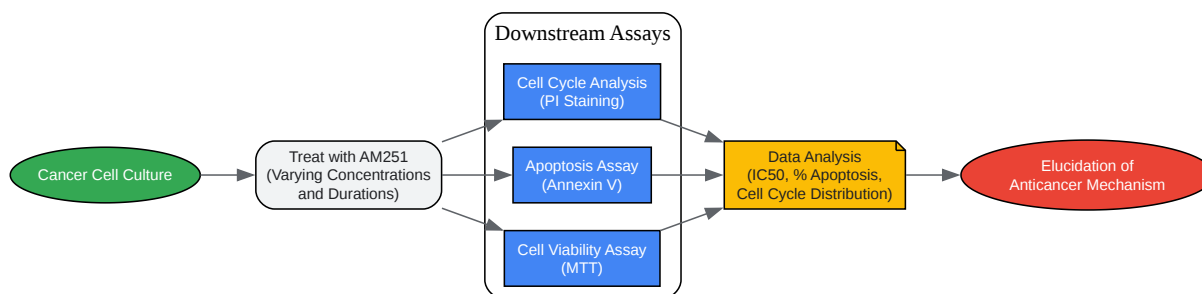 Downstream Assays
Cancer Cell Culture
Treat with AM251
(Varying Concentrations
and Durations)
Cell Cycle Analysis
(PI Staining)
Apoptosis Assay
(Annexin V)
Cell Viability Assay
(MTT)
Data Analysis
(IC50, % Apoptosis,
Cell Cycle Distribution)
Elucidation of
Anticancer Mechanism